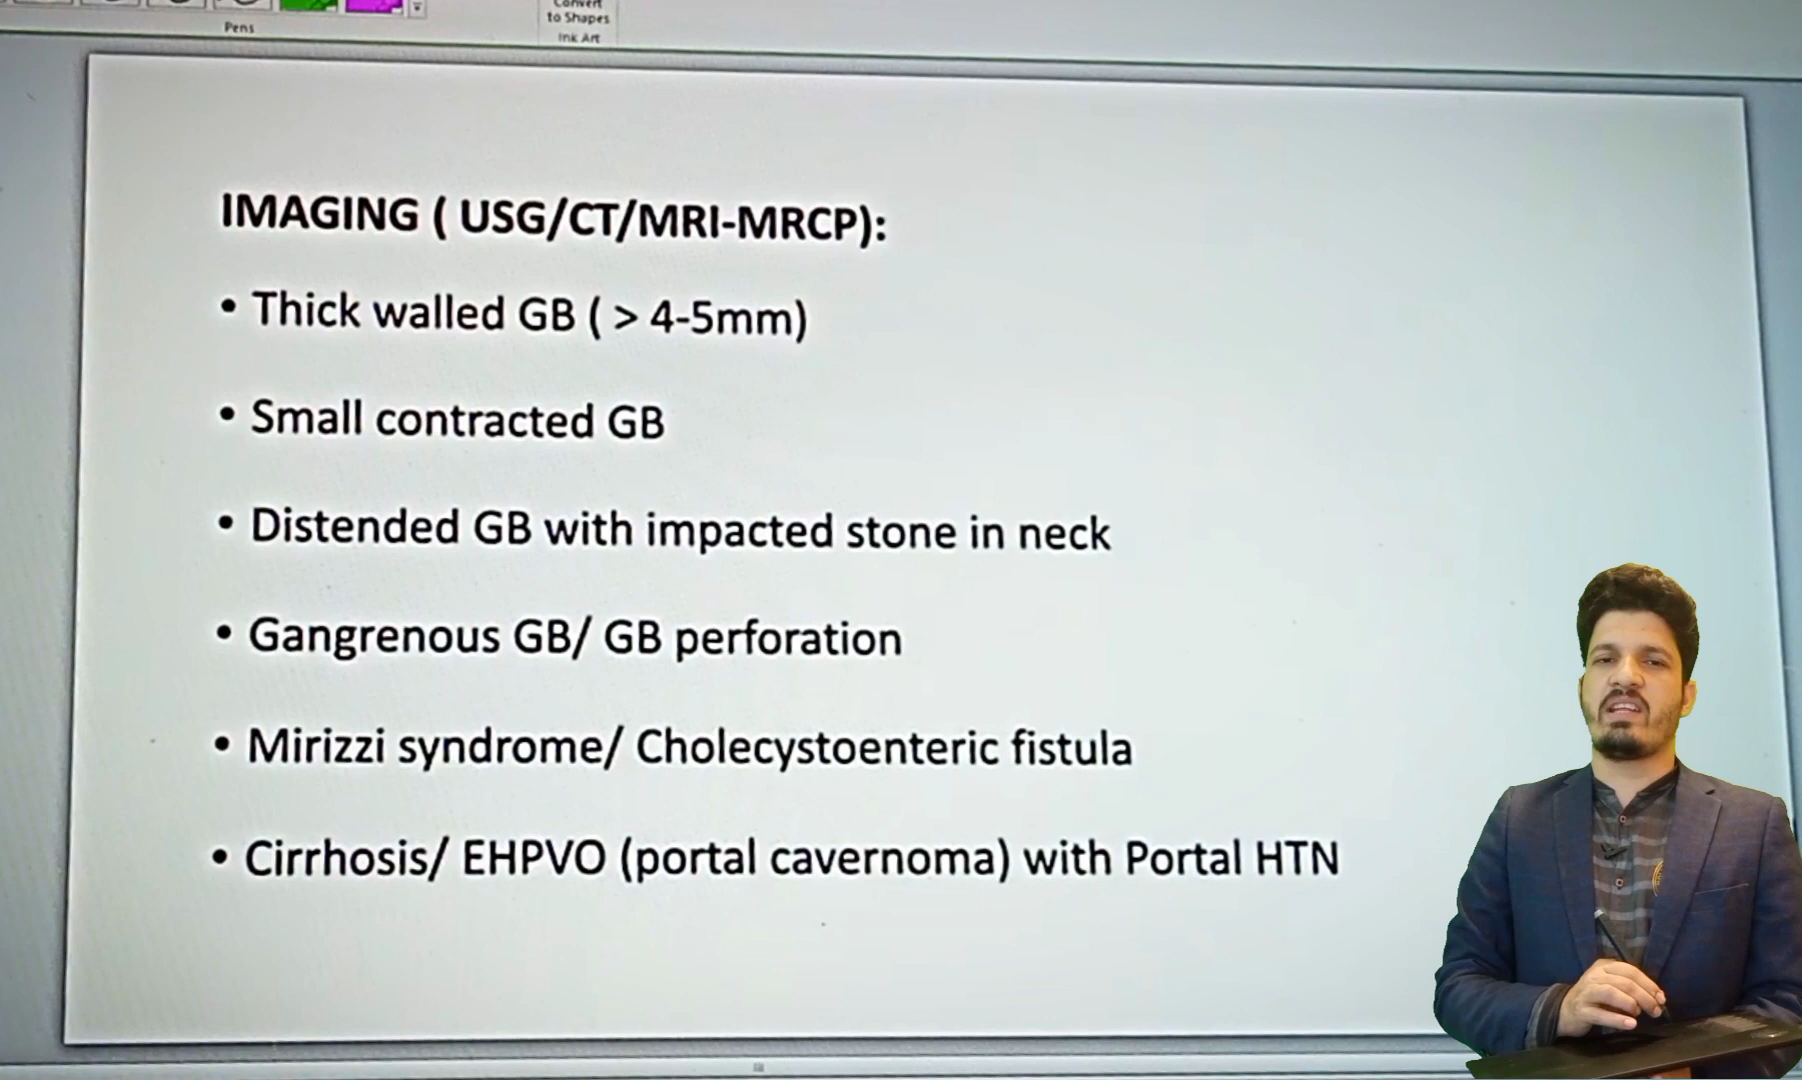 Pens
Convert
to Shapes
Ink Art
IMAGING ( USG/CT/MRI-MRCP):
• Thick walled GB ( > 4-5mm)
• Small contracted GB
• Distended GB with impacted stone in neck
• Gangrenous GB/ GB perforation
• Mirizzi syndrome/ Cholecystoenteric fistula
• Cirrhosis/ EHPVO (portal cavernoma) with Portal HTN